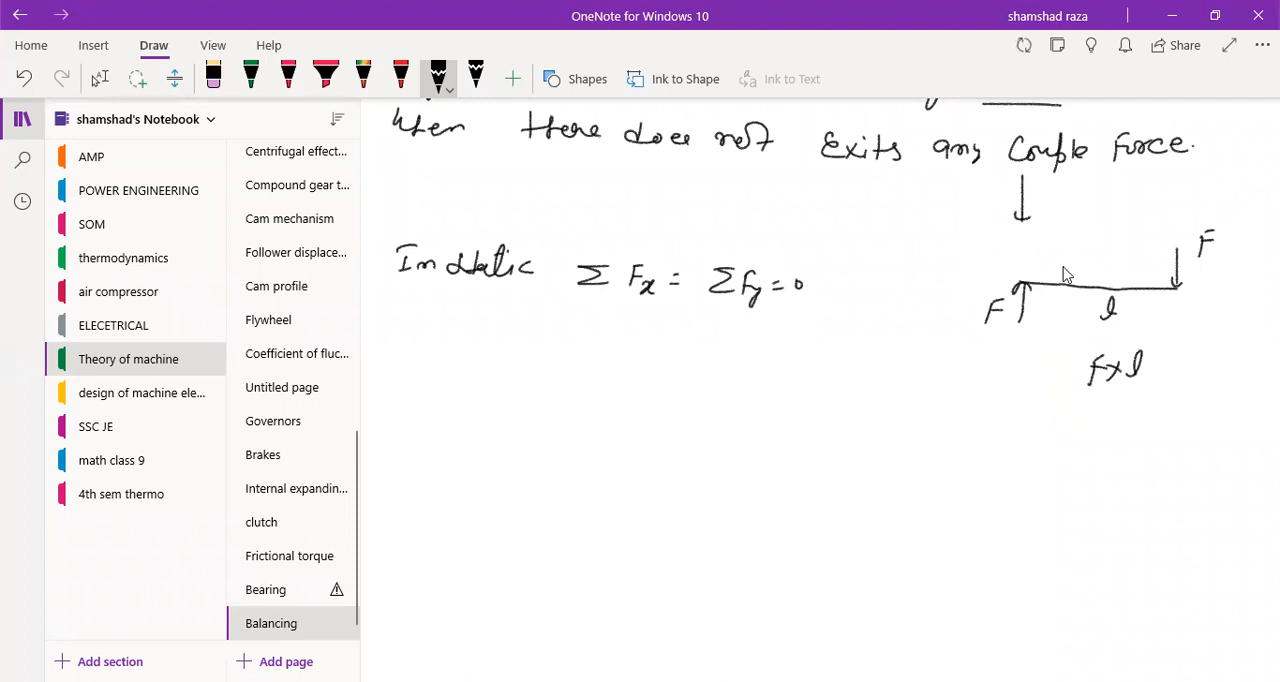 OneNote for Windows 10
shamshad raza
Home
Insert
Draw
View
Help
Share
Shapes
Ink to Shape
Ink to Text
shamshad's Notebook
AMP
POWER ENGINEERING
SOM
thermodynamics
air compressor
ELECETRICAL
Theory of machine
design of machine ele...
SSC JE
math class 9
4th sem thermo
Add section
Centrifugal effect...
Compound gear t...
Cam mechanism
Follower displace...
Cam profile
Flywheel
Coefficient of fluc...
Untitled page
Governors
Brakes
Internal expandin...
clutch
Frictional torque
Bearing
Balancing
Add page
When there does not Exits any Couple Force.
In static Σ Fx = ΣFy = 0
F
F
l
F×l